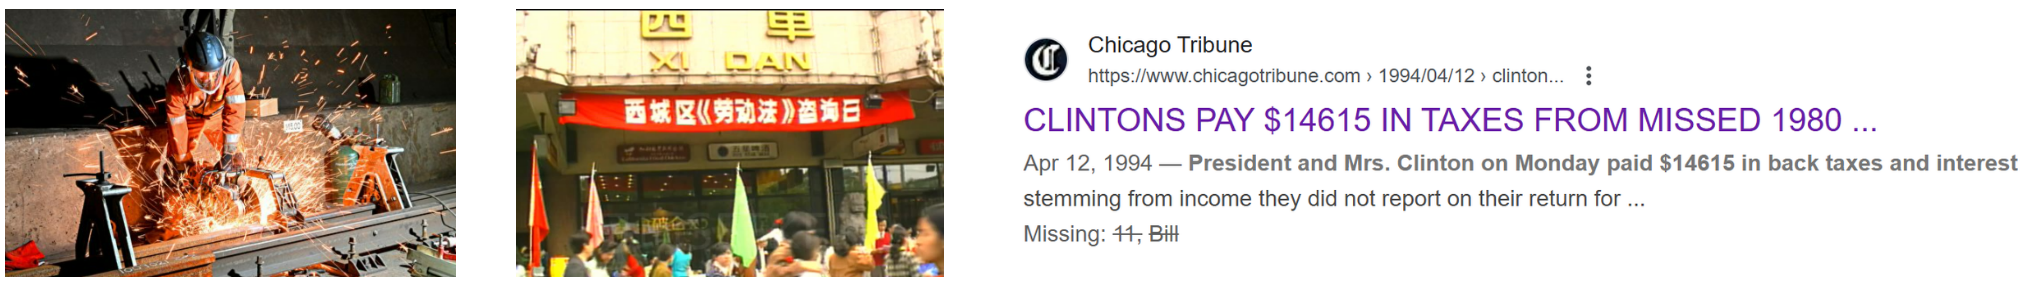 西 单
XI DAN
西城区《劳动法》咨询日
Chicago Tribune
https://www.chicagotribune.com › 1994/04/12 › clinton...
CLINTONS PAY $14615 IN TAXES FROM MISSED 1980 ...
Apr 12, 1994 — President and Mrs. Clinton on Monday paid $14615 in back taxes and interest
stemming from income they did not report on their return for ...
Missing: 11, Bill